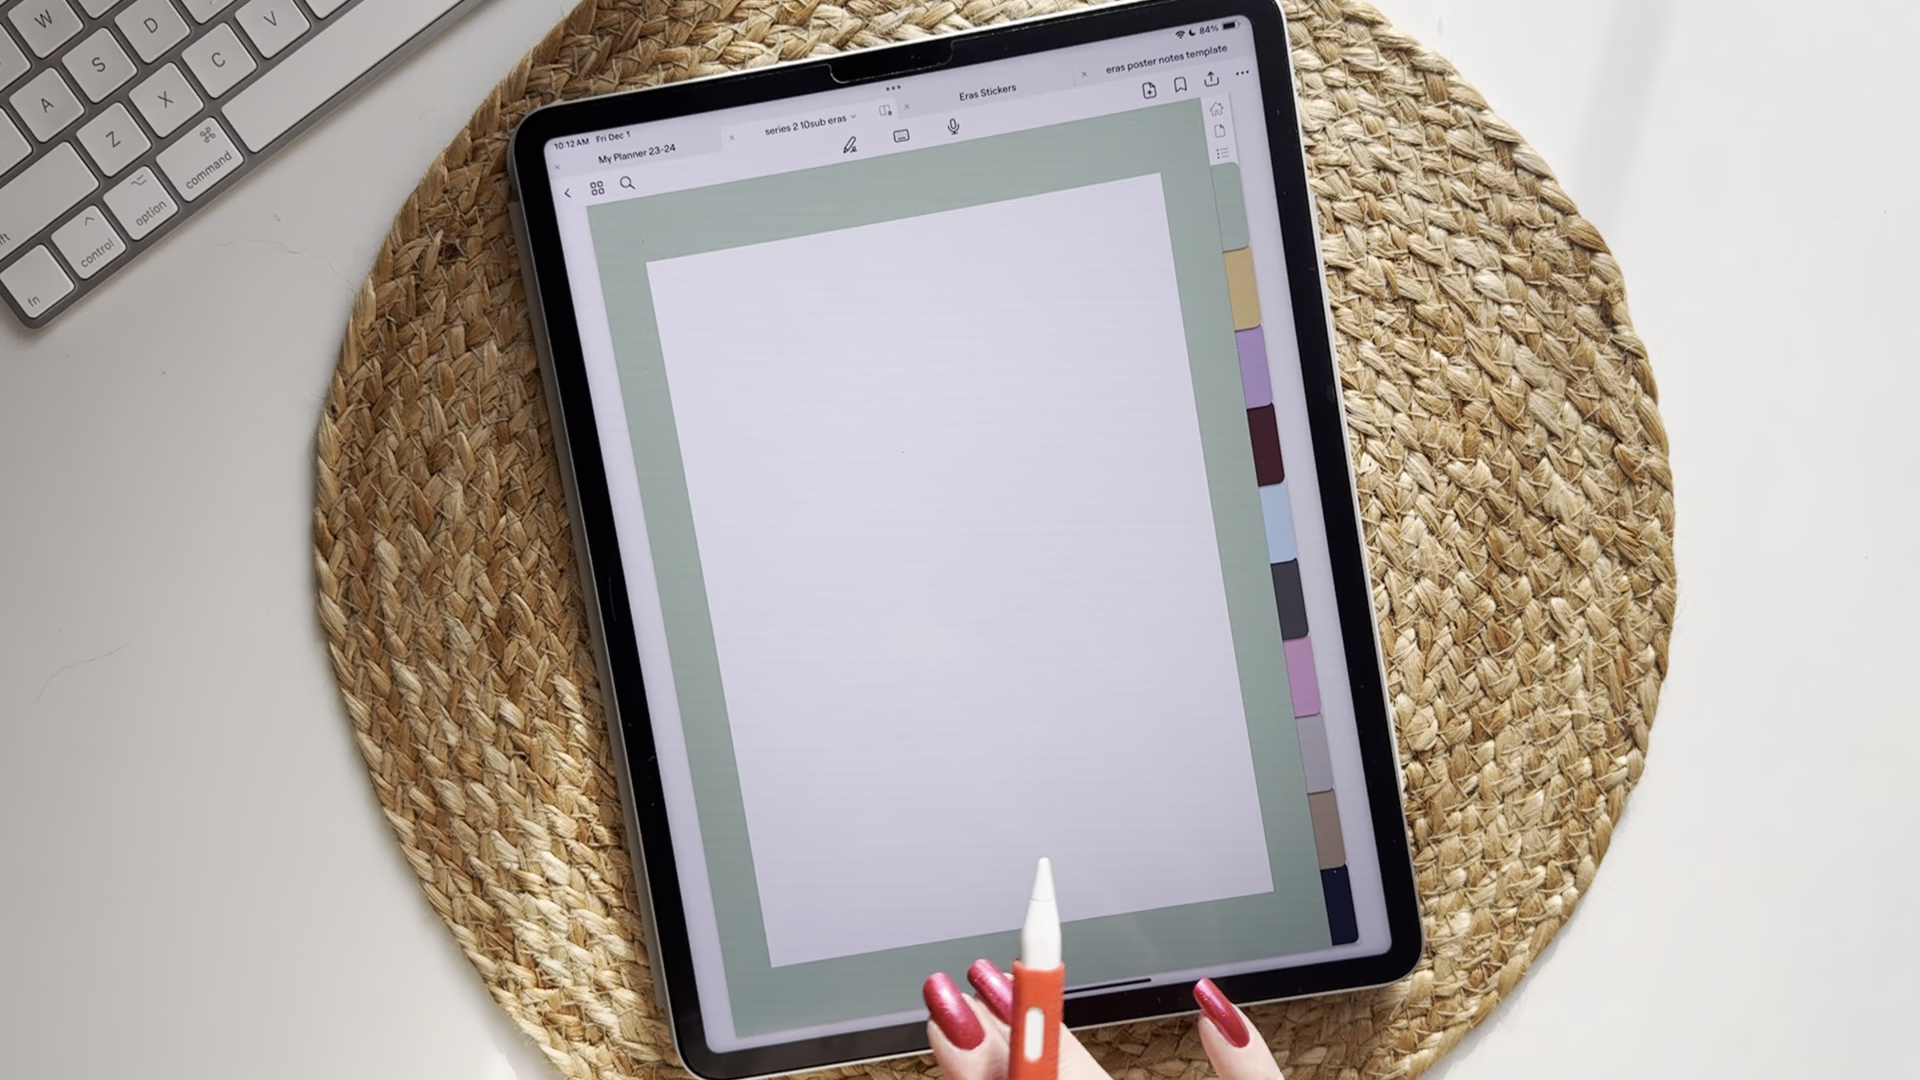 W
A S D
Z X C V
ft
fn control option command
^ ⌥ ⌘
10:12 AM Fri Dec 1
84%
My Planner 23-24
series 2 10sub eras
Eras Stickers
eras poster notes template